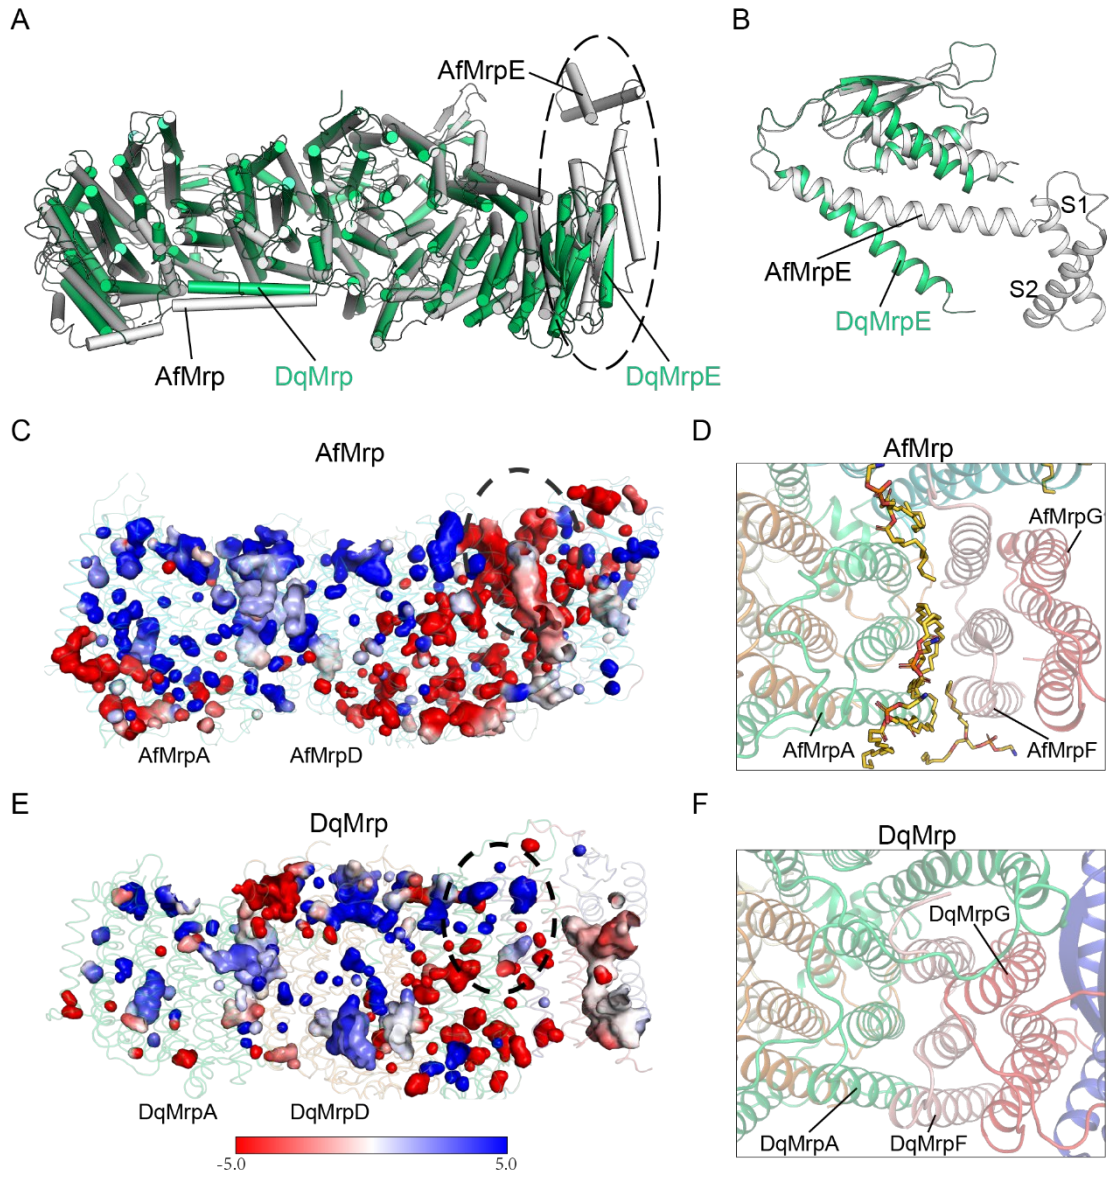 A
B
AfMrpE
AfMrp
DqMrp
DqMrpE
S1
S2
AfMrpE
DqMrpE
C
D
AfMrp
AfMrp
AfMrpG
AfMrpA
AfMrpD
AfMrpA
AfMrpF
E
F
DqMrp
DqMrp
DqMrpG
DqMrpA
DqMrpD
DqMrpA
DqMrpF
-5.0
5.0